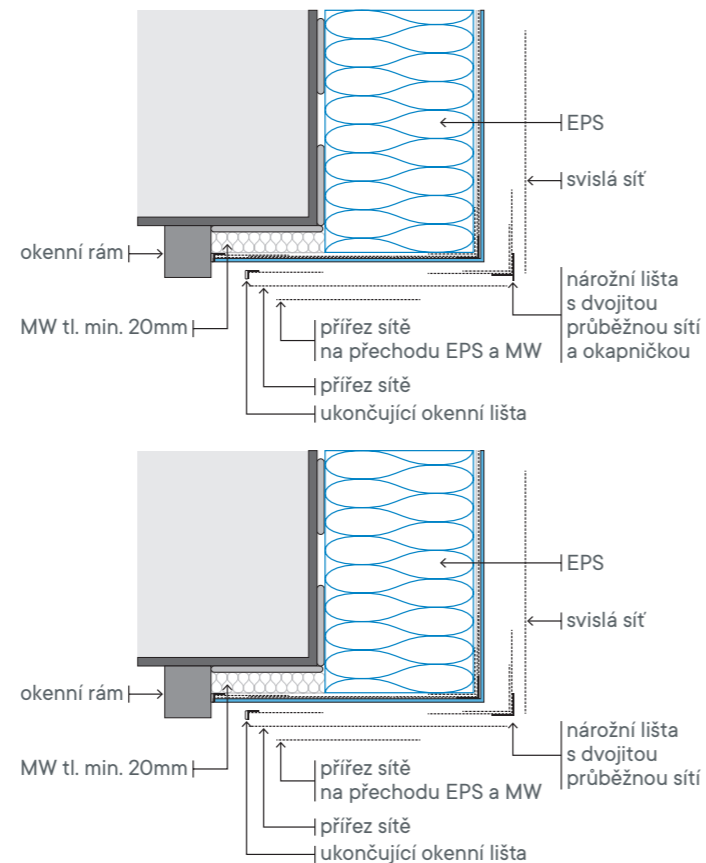 EPS
svislá síť
okenní rám
nárožní lišta
s dvojitou
průběžnou sítí
a okapničkou
MW tl. min. 20mm
přířez sítě
na přechodu EPS a MW
přířez sítě
ukončující okenní lišta
EPS
svislá síť
okenní rám
nárožní lišta
s dvojitou
průběžnou sítí
MW tl. min. 20mm
přířez sítě
na přechodu EPS a MW
přířez sítě
ukončující okenní lišta